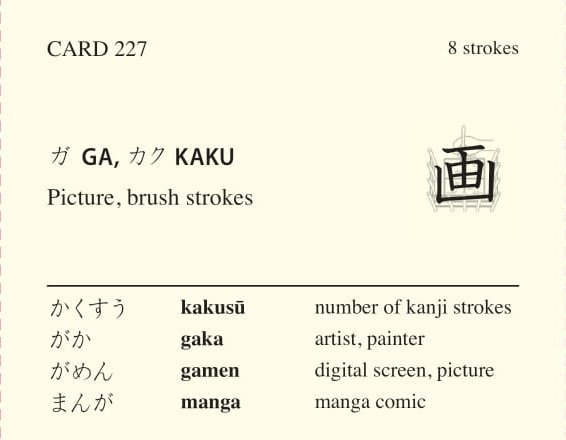 CARD 227 8 strokes
ガ GA, カク KAKU
Picture, brush strokes
画
かくすう kakusū number of kanji strokes
がか gaka artist, painter
がめん gamen digital screen, picture
まんが manga manga comic